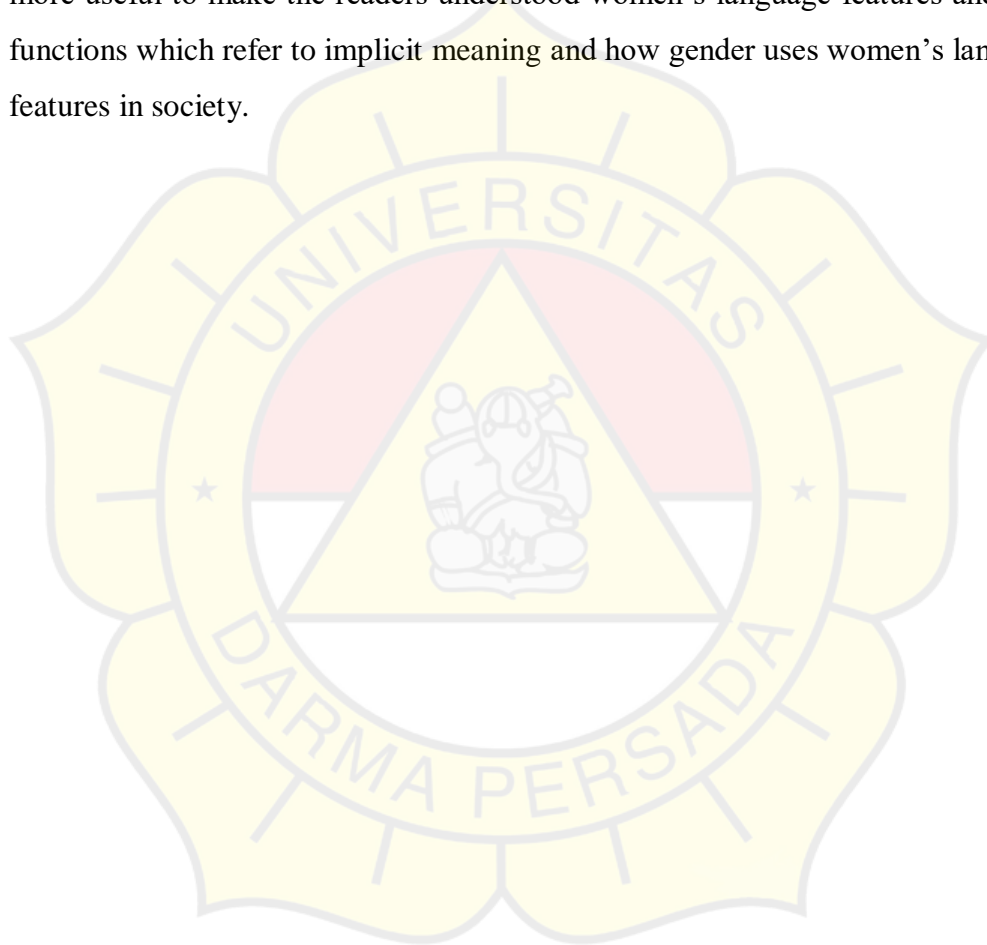 more useful to make the readers understood women's language features and
functions which refer to implicit meaning and how gender uses women's lan
features in society.
UNIVERSITAS
DARMA PERSADA